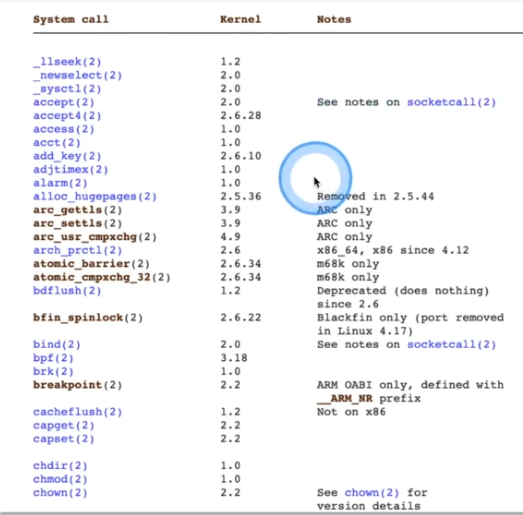 System call Kernel Notes
_llseek(2) 1.2
_newselect(2) 2.0
_sysctl(2) 2.0
accept(2) 2.0 See notes on socketcall(2)
accept4(2) 2.6.28
access(2) 1.0
acct(2) 1.0
add_key(2) 2.6.10
adjtimex(2) 1.0
alarm(2) 1.0
alloc_hugepages(2) 2.5.36 Removed in 2.5.44
arc_gettls(2) 3.9 ARC only
arc_settls(2) 3.9 ARC only
arc_usr_cmpxchg(2) 4.9 ARC only
arch_prctl(2) 2.6 x86_64, x86 since 4.12
atomic_barrier(2) 2.6.34 m68k only
atomic_cmpxchg_32(2) 2.6.34 m68k only
bdflush(2) 1.2 Deprecated (does nothing)
since 2.6
bfin_spinlock(2) 2.6.22 Blackfin only (port removed
in Linux 4.17)
bind(2) 2.0 See notes on socketcall(2)
bpf(2) 3.18
brk(2) 1.0
breakpoint(2) 2.2 ARM OABI only, defined with
__ARM_NR prefix
cacheflush(2) 1.2 Not on x86
capget(2) 2.2
capset(2) 2.2
chdir(2) 1.0
chmod(2) 1.0
chown(2) 2.2 See chown(2) for
version details